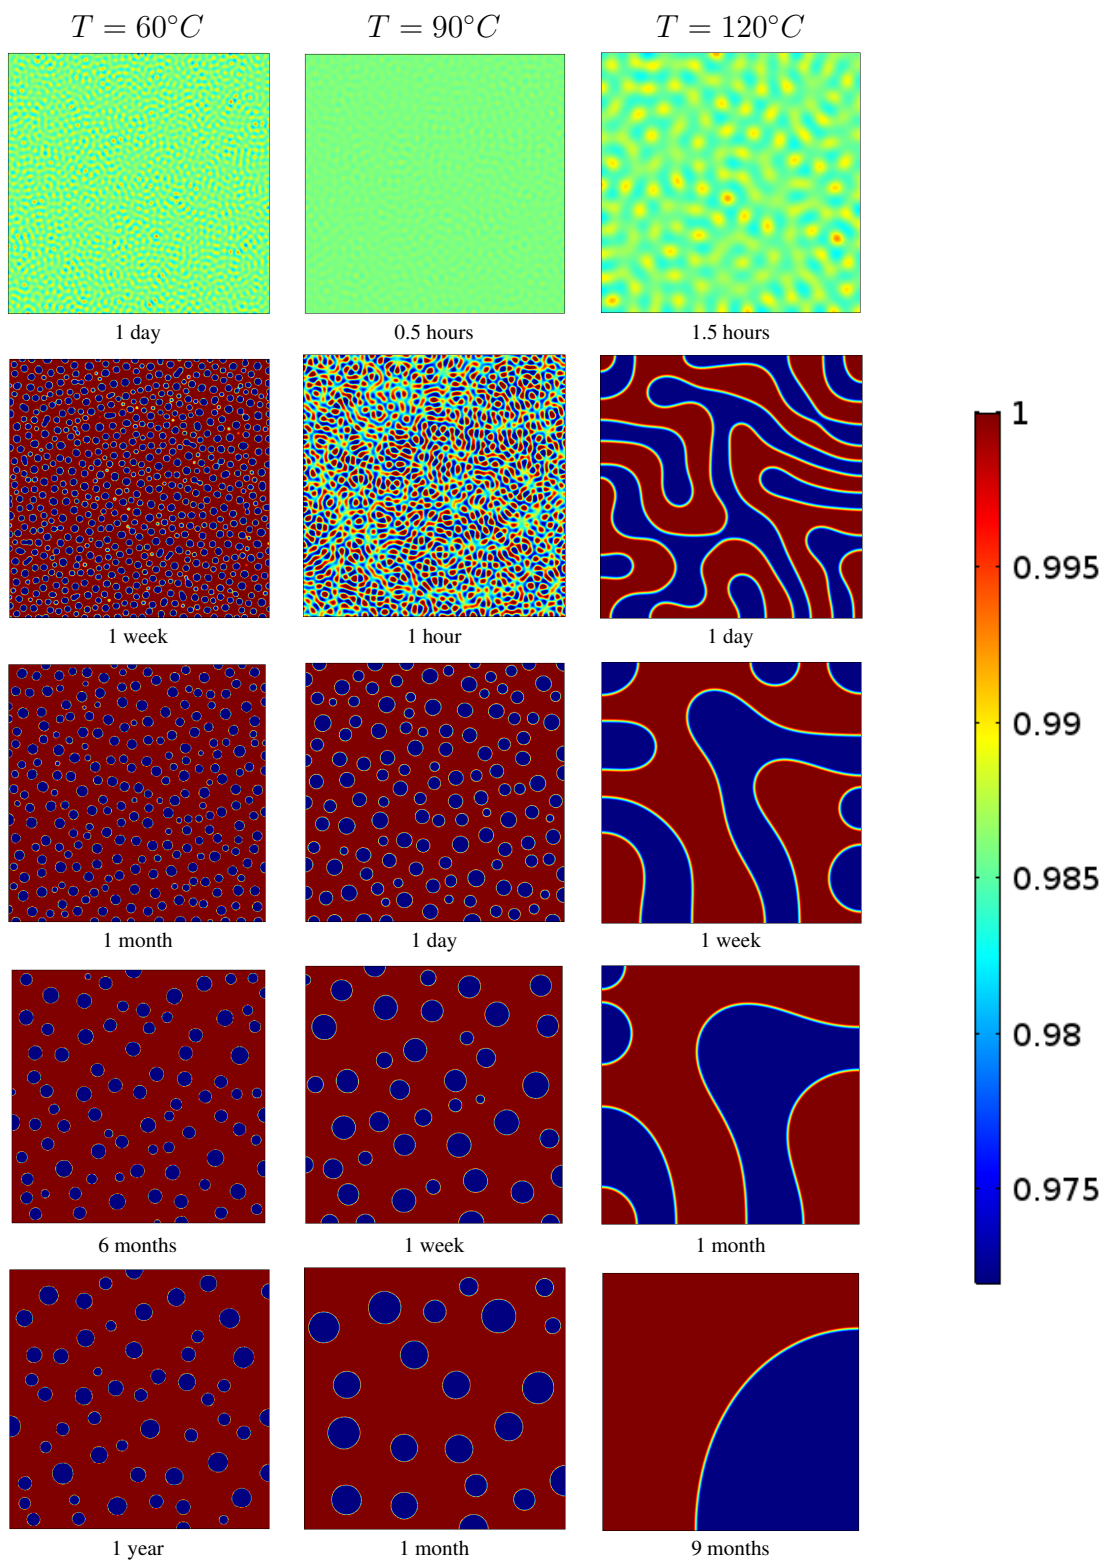 T = 60°C T = 90°C T = 120°C
1 day 0.5 hours 1.5 hours
1 week 1 hour 1 day
1 month 1 day 1 week
6 months 1 week 1 month
1 year 1 month 9 months
1
0.995
0.99
0.985
0.98
0.975